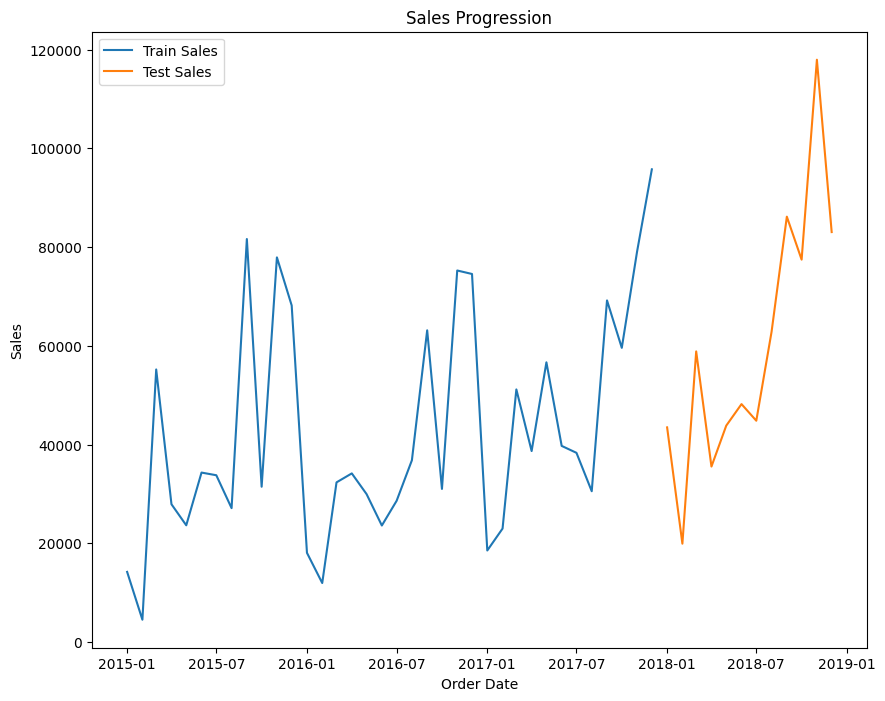 Sales Progression
Train Sales
Test Sales
120000
100000
80000
60000
40000
20000
0
Sales
2015-01 2015-07 2016-01 2016-07 2017-01 2017-07 2018-01 2018-07 2019-01
Order Date